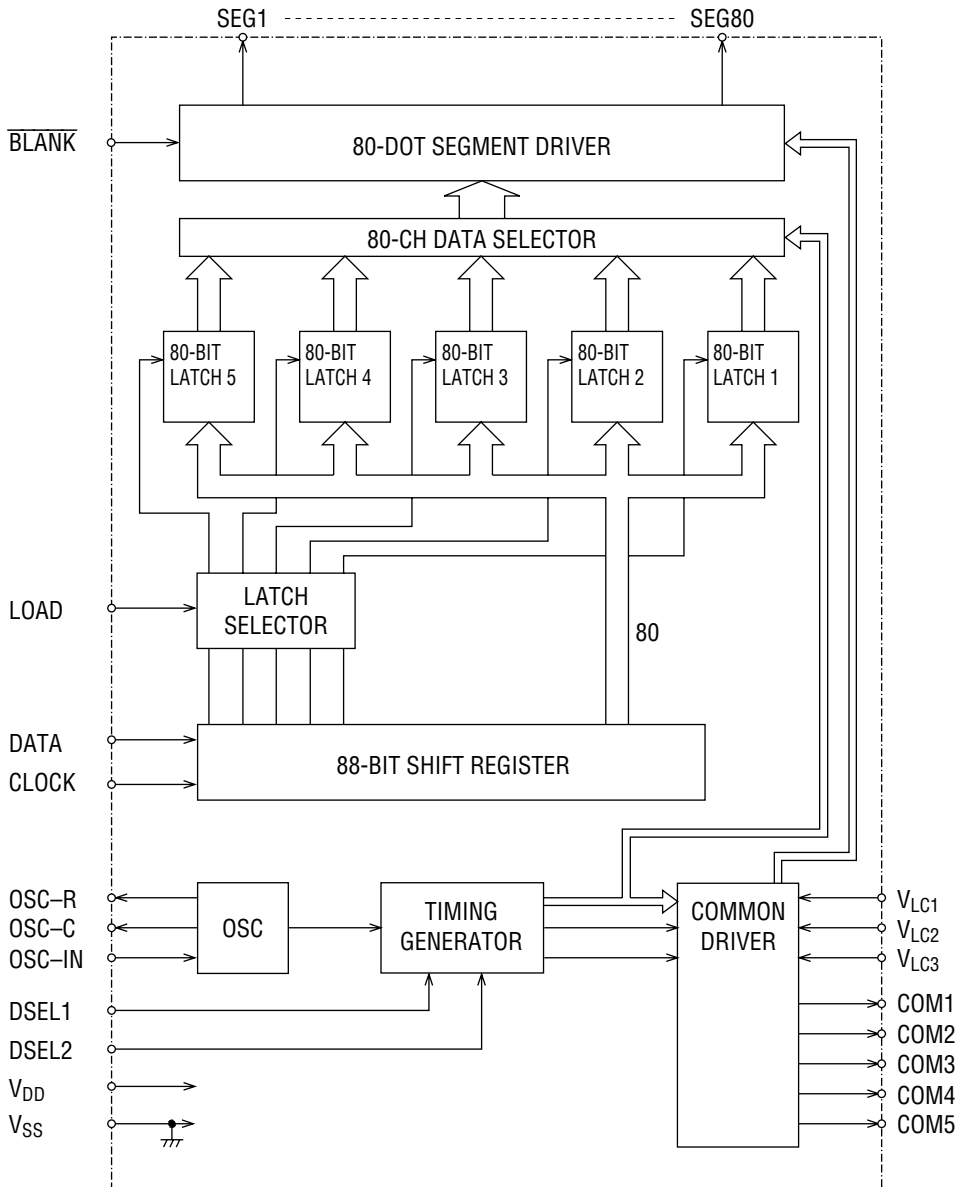 SEG1 SEG80
BLANK
80-DOT SEGMENT DRIVER
80-CH DATA SELECTOR
80-BIT
LATCH 5
80-BIT
LATCH 4
80-BIT
LATCH 3
80-BIT
LATCH 2
80-BIT
LATCH 1
LOAD
LATCH
SELECTOR
80
DATA
CLOCK
88-BIT SHIFT REGISTER
OSC–R
OSC–C
OSC–IN
OSC
TIMING
GENERATOR
COMMON
DRIVER
VLC1
VLC2
VLC3
DSEL1
DSEL2
VDD
VSS
COM1
COM2
COM3
COM4
COM5